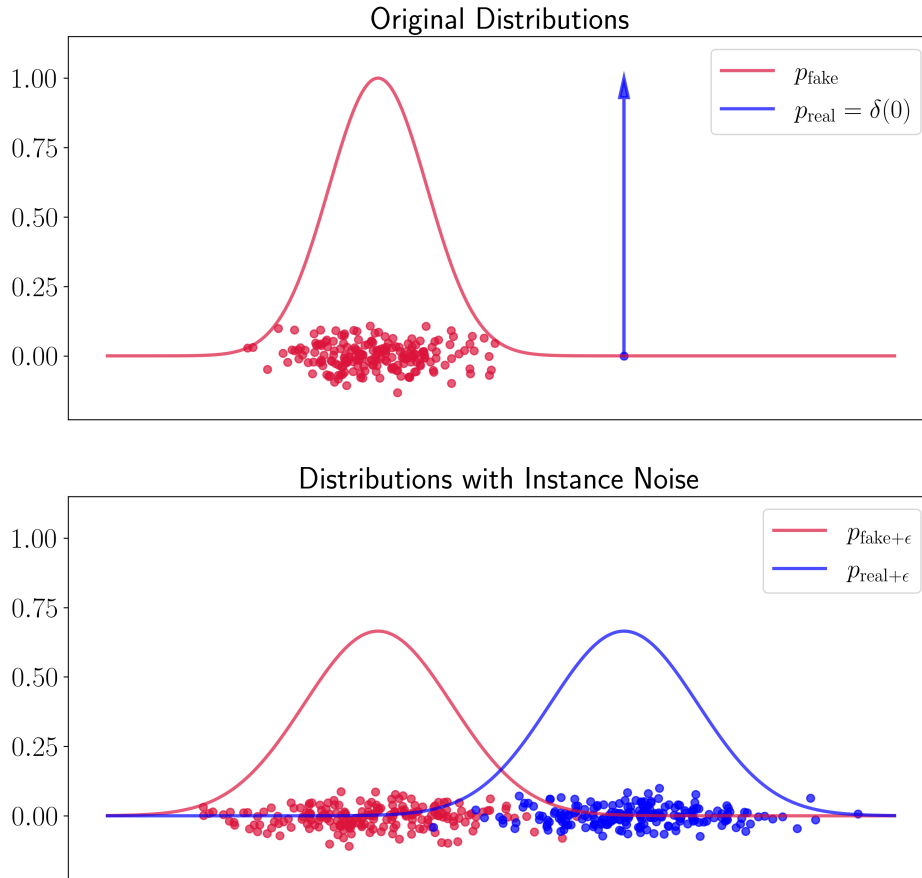 Original Distributions
1.00
0.75
0.50
0.25
0.00
p_fake
p_real = δ(0)
Distributions with Instance Noise
1.00
0.75
0.50
0.25
0.00
p_fake+ϵ
p_real+ϵ